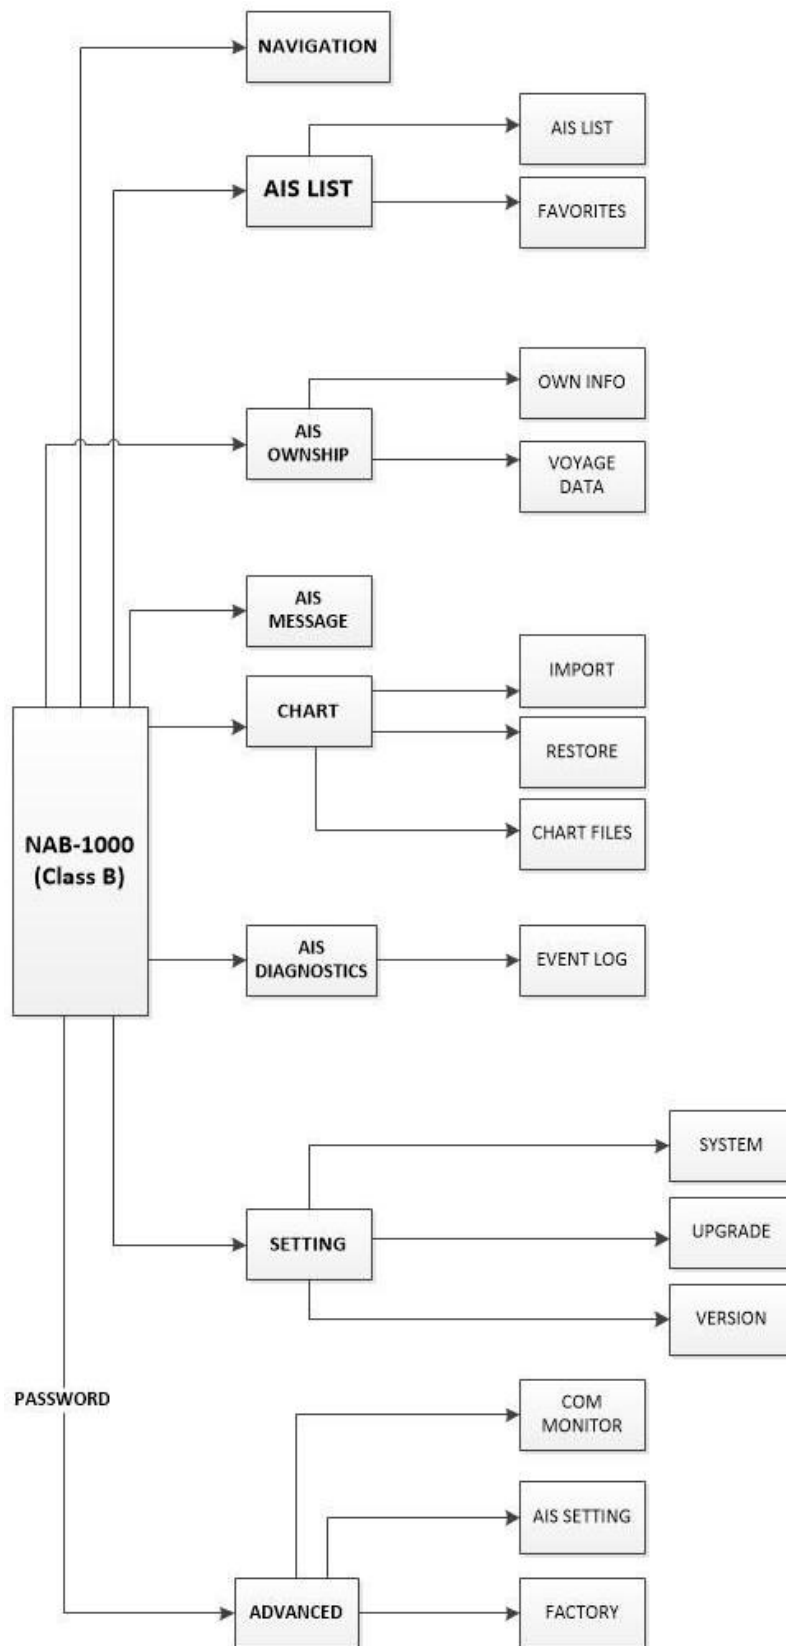 NAVIGATION
AIS LIST
AIS LIST
FAVORITES
OWN INFO
AIS
OWNSHIP
VOYAGE
DATA
AIS
MESSAGE
IMPORT
CHART
RESTORE
CHART FILES
NAB-1000
(Class B)
AIS
DIAGNOSTICS
EVENT LOG
SYSTEM
SETTING
UPGRADE
VERSION
PASSWORD
COM
MONITOR
AIS SETTING
ADVANCED
FACTORY